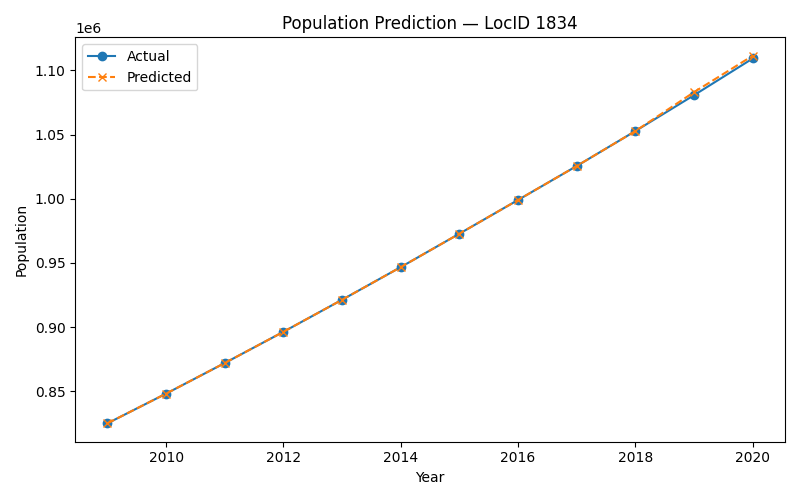 Population Prediction — LocID 1834
1e6
Actual
Predicted
1.10
1.05
1.00
0.95
0.90
0.85
Population
2010 2012 2014 2016 2018 2020
Year